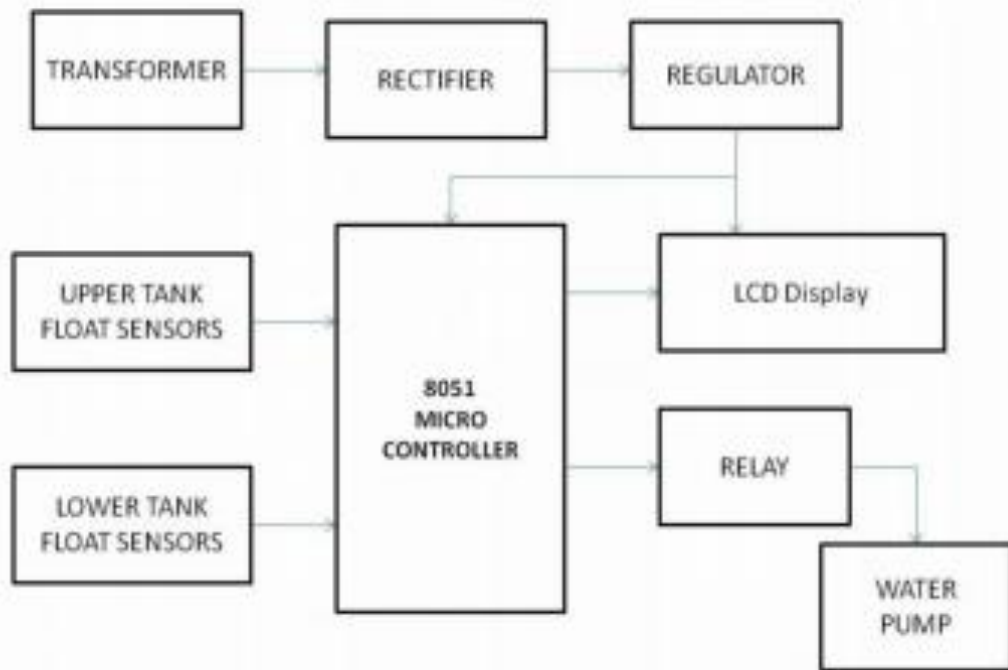 TRANSFORMER
RECTIFIER
REGULATOR
UPPER TANK
FLOAT SENSORS
8051
MICRO
CONTROLLER
LCD Display
LOWER TANK
FLOAT SENSORS
RELAY
WATER
PUMP